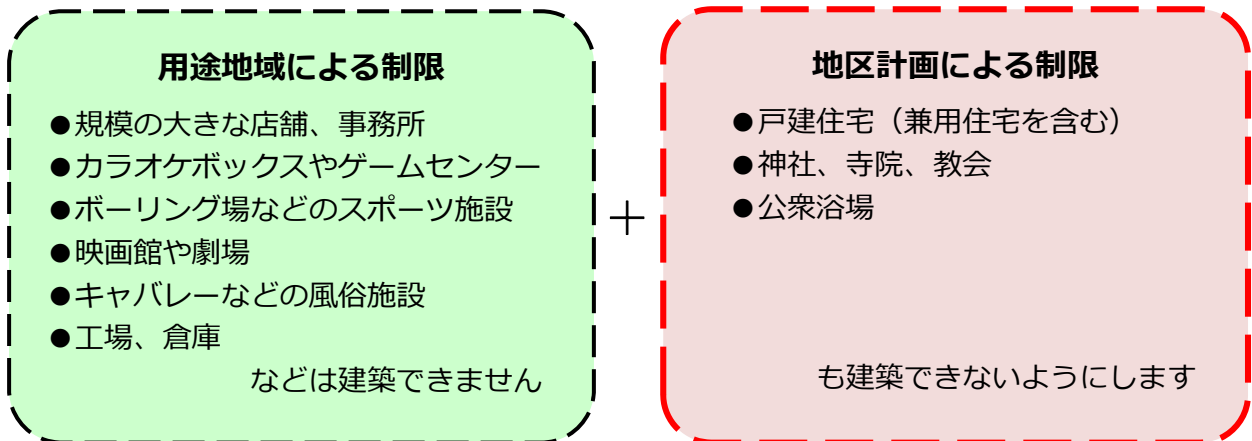 用途地域による制限
●規模の大きな店舗、事務所
●カラオケボックスやゲームセンター
●ボーリング場などのスポーツ施設
●映画館や劇場
●キャバレーなどの風俗施設
●工場、倉庫
などは建築できません
＋
地区計画による制限
●戸建住宅（兼用住宅を含む）
●神社、寺院、教会
●公衆浴場
も建築できないようにします